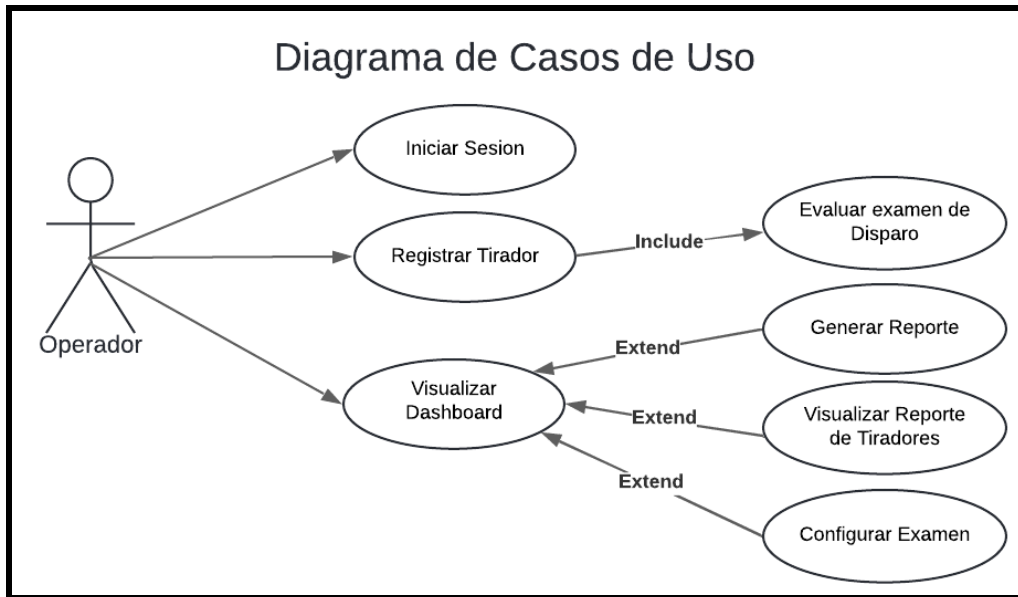 Diagrama de Casos de Uso
Iniciar Sesion
Registrar Tirador
Include
Evaluar examen de
Disparo
Operador
Visualizar
Dashboard
Extend
Generar Reporte
Extend
Visualizar Reporte
de Tiradores
Extend
Configurar Examen